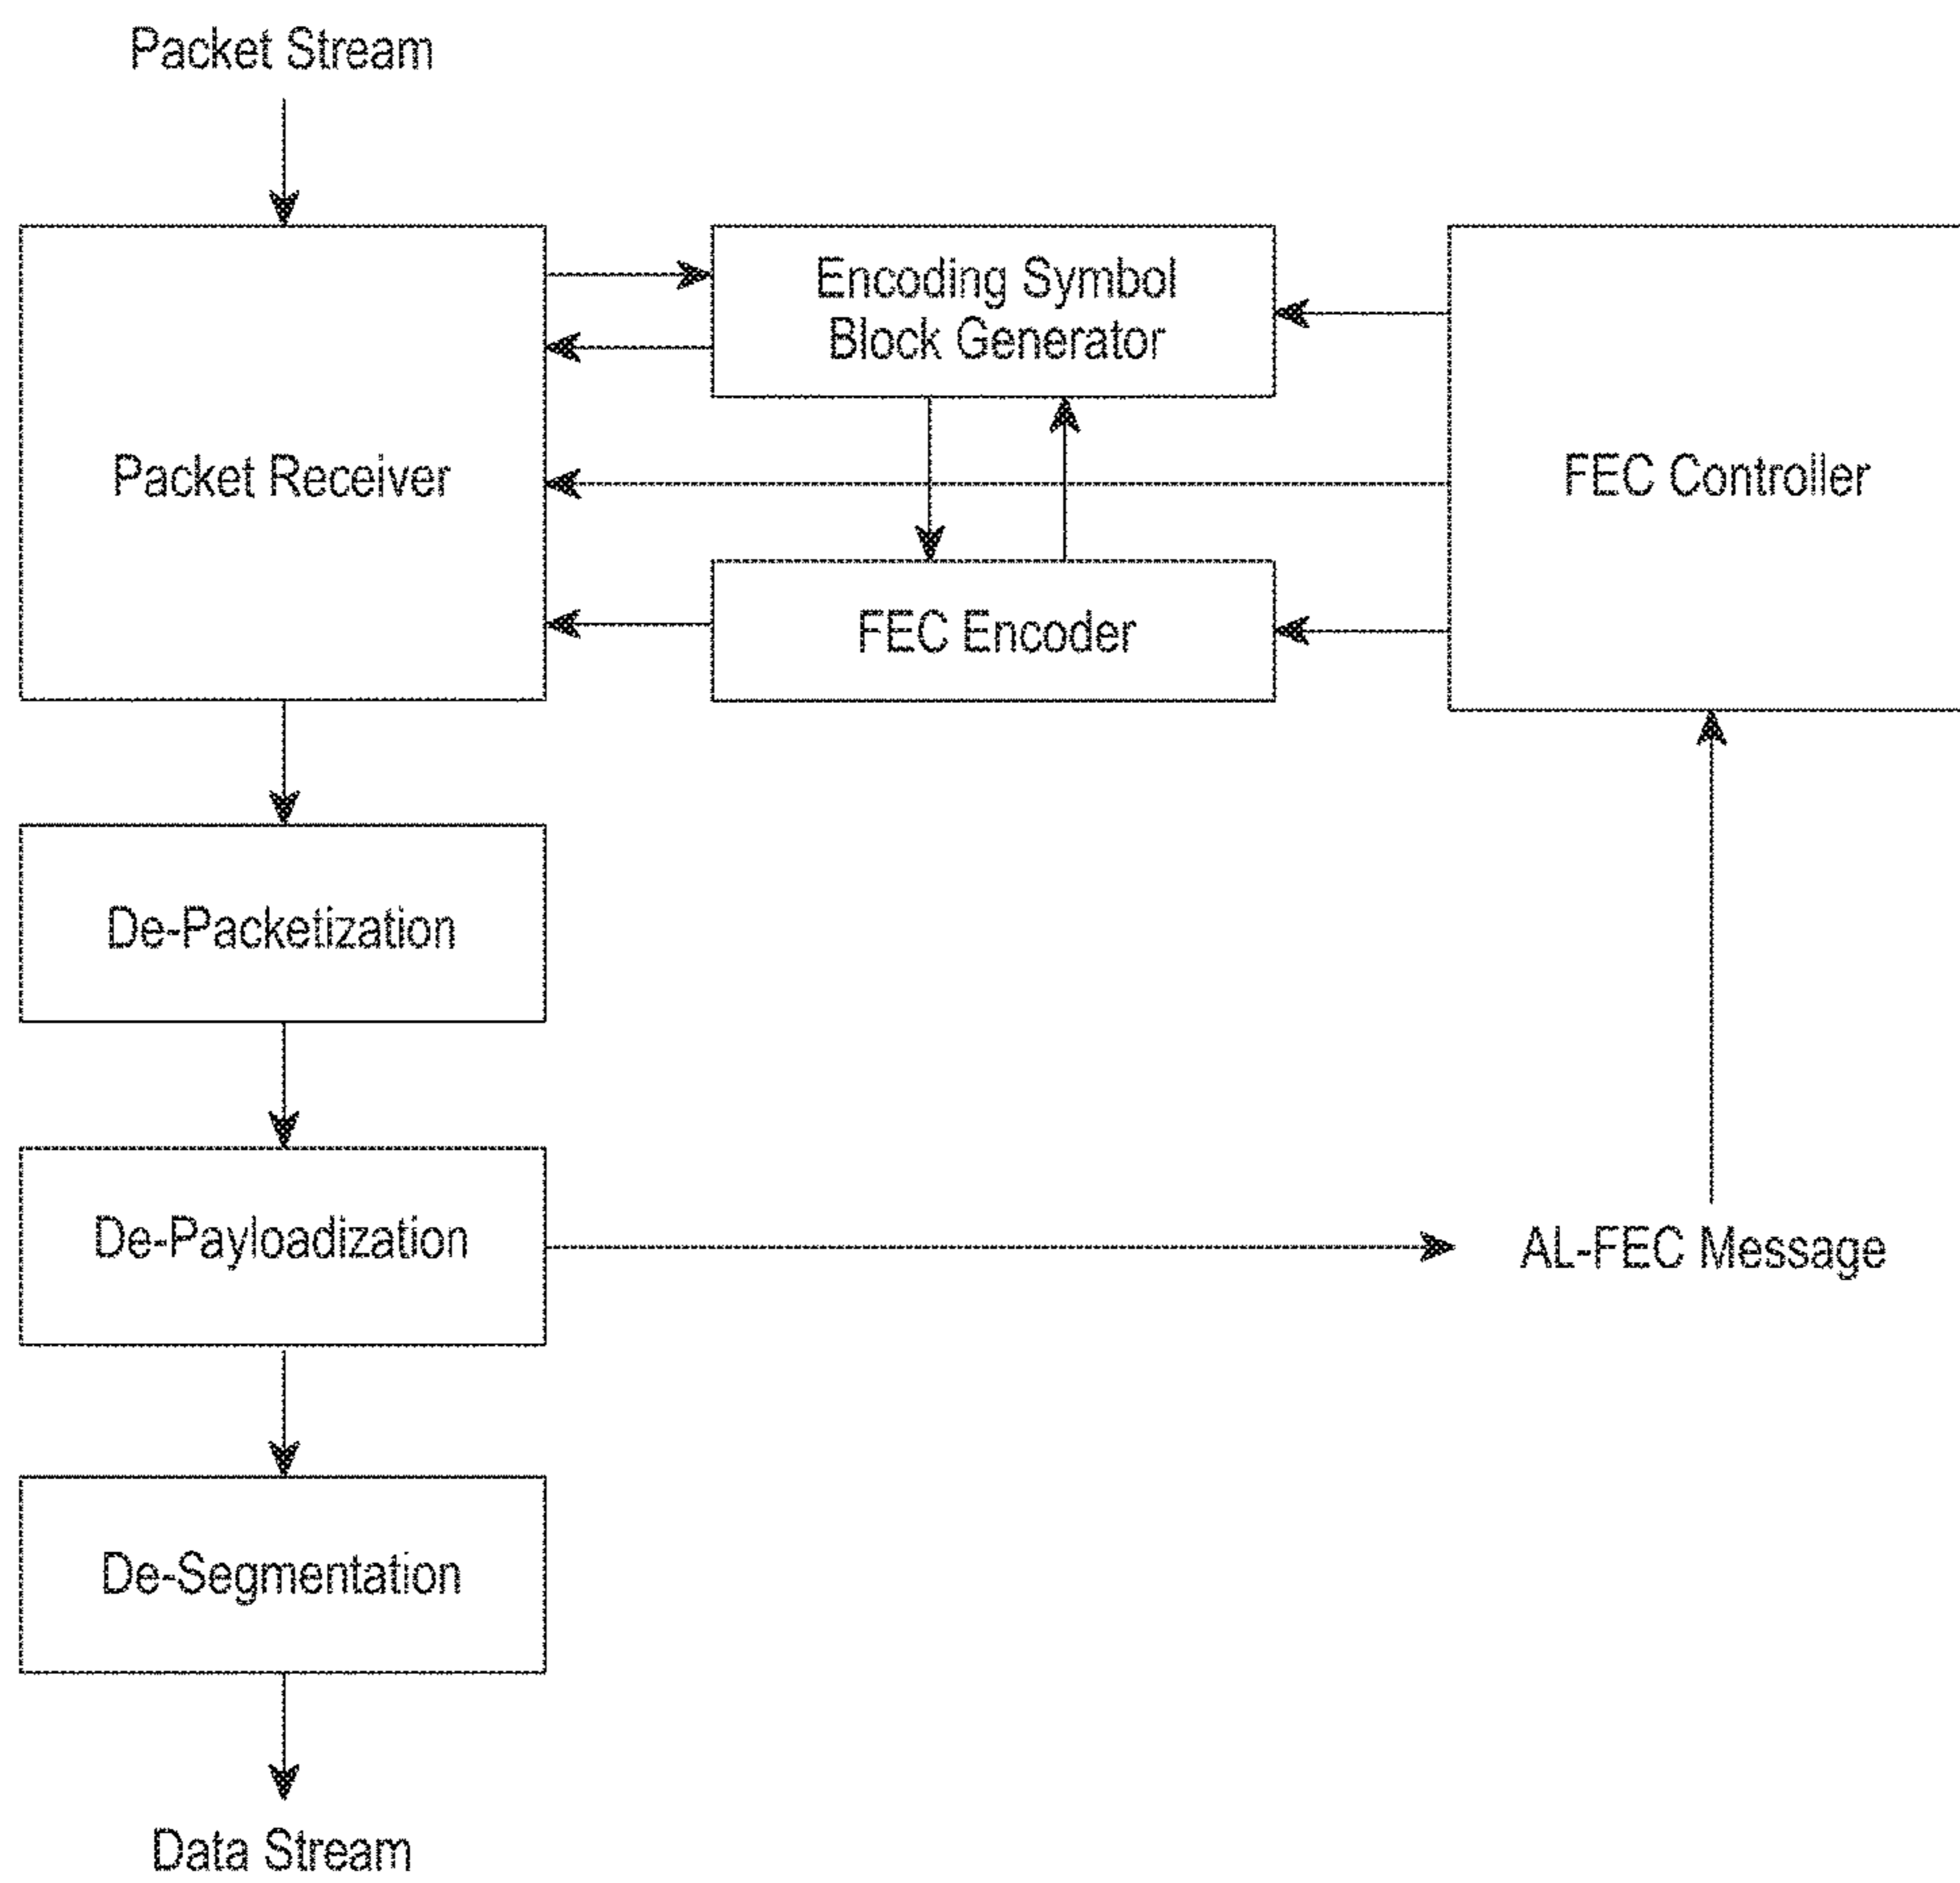 Packet Stream
Encoding Symbol
Block Generator
Packet Receiver
FEC Controller
FEC Encoder
De-Packetization
De-Payloadization
AL-FEC Message
De-Segmentation
Data Stream